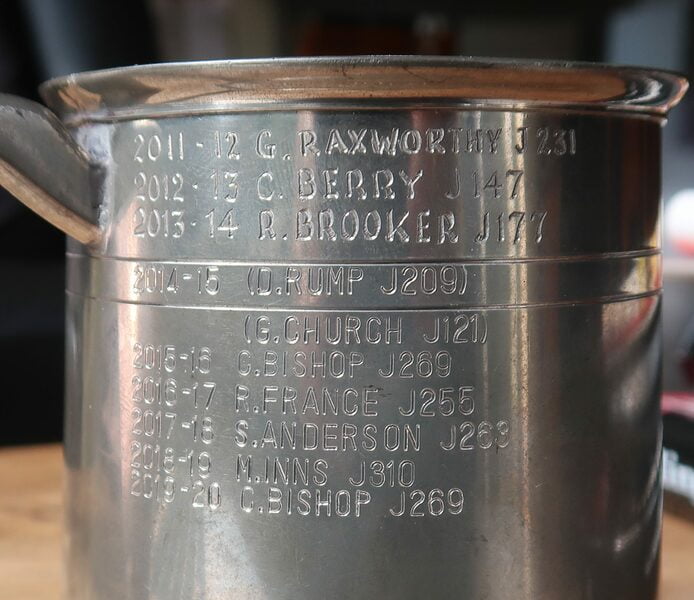 2011-12 G. RAXWORTHY J 231
2012-13 C. BERRY J147
2013-14 R. BROOKER J177
2014-15 (D.RUMP J209)
(G.CHURCH J121)
2015-16 C.BISHOP J269
2016-17 R.FRANCE J255
2017-18 S.ANDERSON J263
2018-19 M.INNS J310
2019-20 C.BISHOP J269